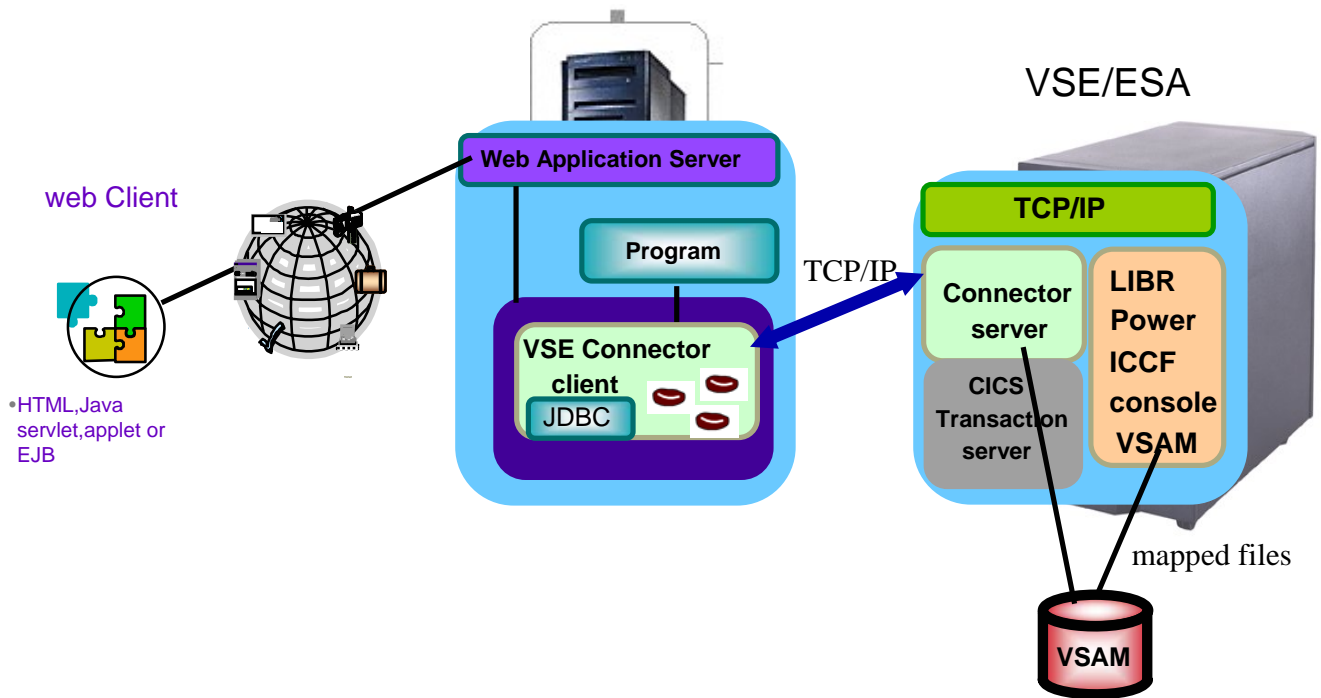 VSE/ESA
web Client
•HTML,Java
servlet,applet or
EJB
Web Application Server
Program
VSE Connector
client
JDBC
TCP/IP
TCP/IP
Connector
server
CICS
Transaction
server
LIBR
Power
ICCF
console
VSAM
mapped files
VSAM